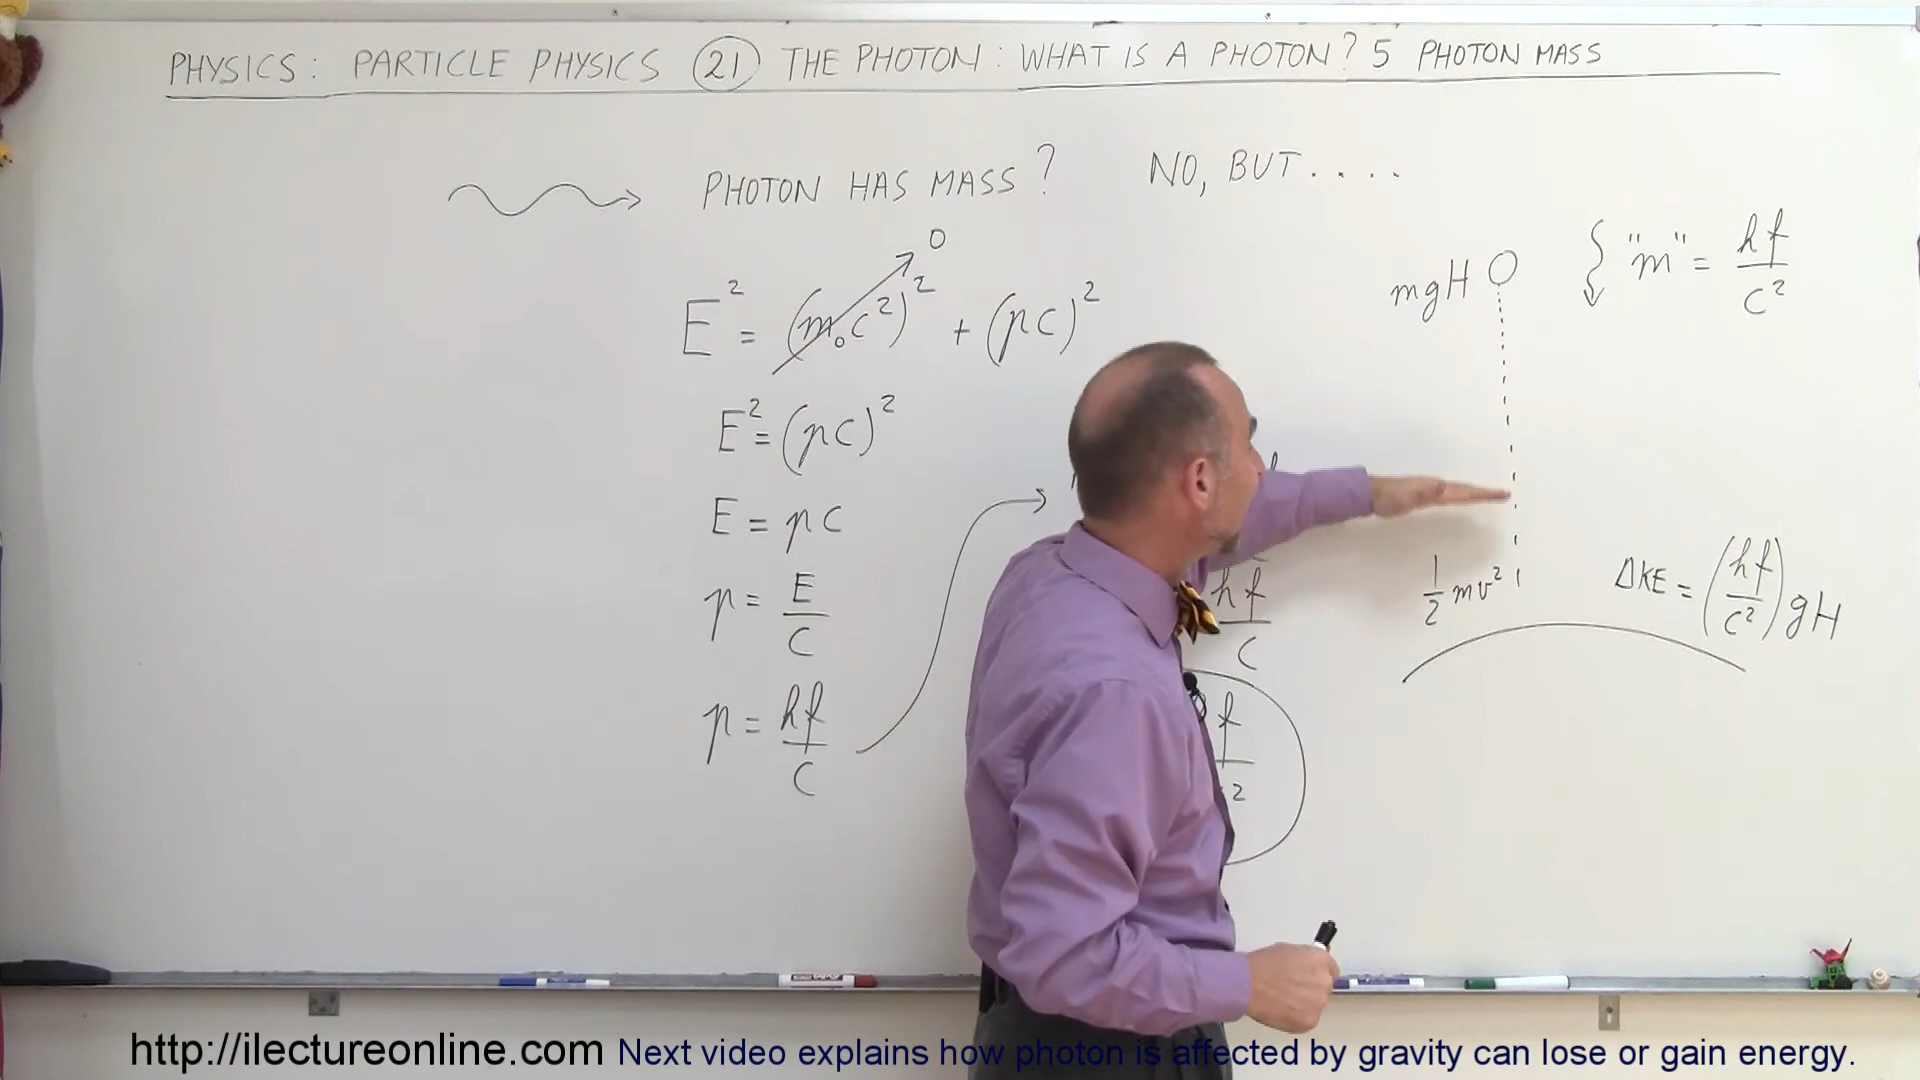 PHYSICS: PARTICLE PHYSICS 21 THE PHOTON: WHAT IS A PHOTON? 5 PHOTON MASS
PHOTON HAS MASS? NO, BUT.....
E² = (m₀c²)² + (pc)²
0
E² = (pc)²
E = pc
p = E/c
p = hf/c
hf/c
f
2
mgH
"m" = hf/c²
½mv²
ΔKE = (hf/c²)gH
http://ilectureonline.com Next video explains how photon is affected by gravity can lose or gain energy.